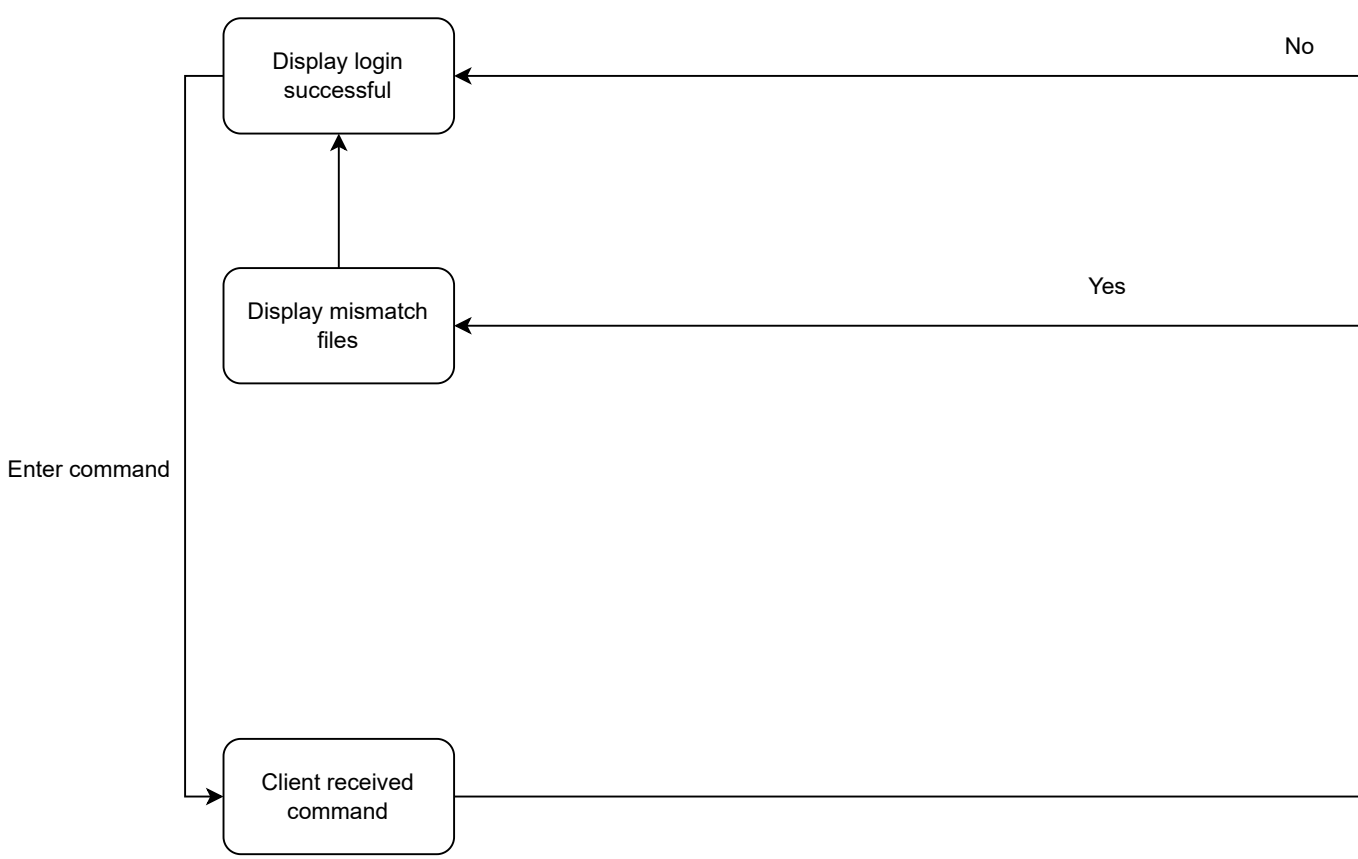 No
Display login
successful
Yes
Display mismatch
files
Enter command
Client received
command